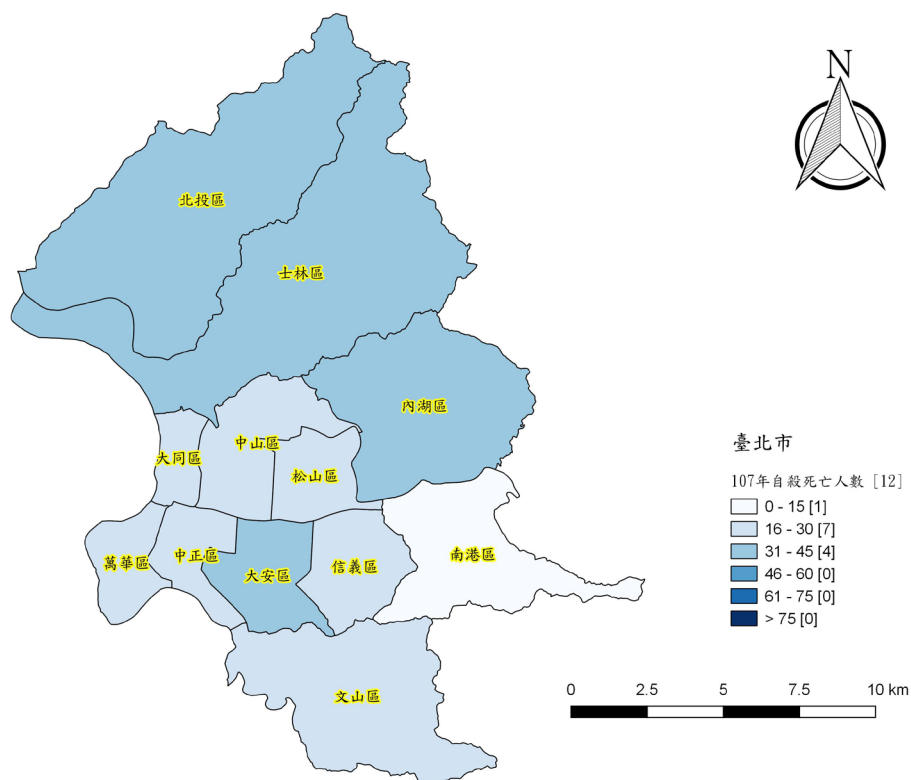 N
北投區
士林區
內湖區
中山區
大同區
松山區
萬華區
中正區
大安區
信義區
南港區
文山區
臺北市
107年自殺死亡人數 [12]
0 - 15 [1]
16 - 30 [7]
31 - 45 [4]
46 - 60 [0]
61 - 75 [0]
> 75 [0]
0 2.5 5 7.5 10 km